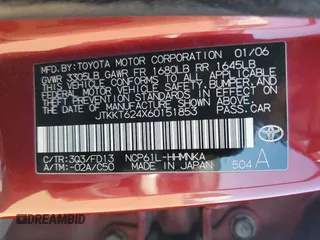 MFD.BY: TOYOTA MOTOR CORPORATION 01/06
GVWR 3305LB GAWR FR 1680LB RR 1645LB
THIS VEHICLE CONFORMS TO ALL APPLICABLE
FEDERAL MOTOR VEHICLE SAFETY, BUMPER, AND
THEFT PREVENTION STANDARDS IN EFFECT ON THE
DATE OF MANUFACTURE SHOWN ABOVE.
JTKKT624X60151853 PASS.CAR
C/TR: 3Q3/FD13 NCP61L-HHMNKA
A/TM: -02A/C50 MADE IN JAPAN 504 A
TOYOTA
AMERIBID